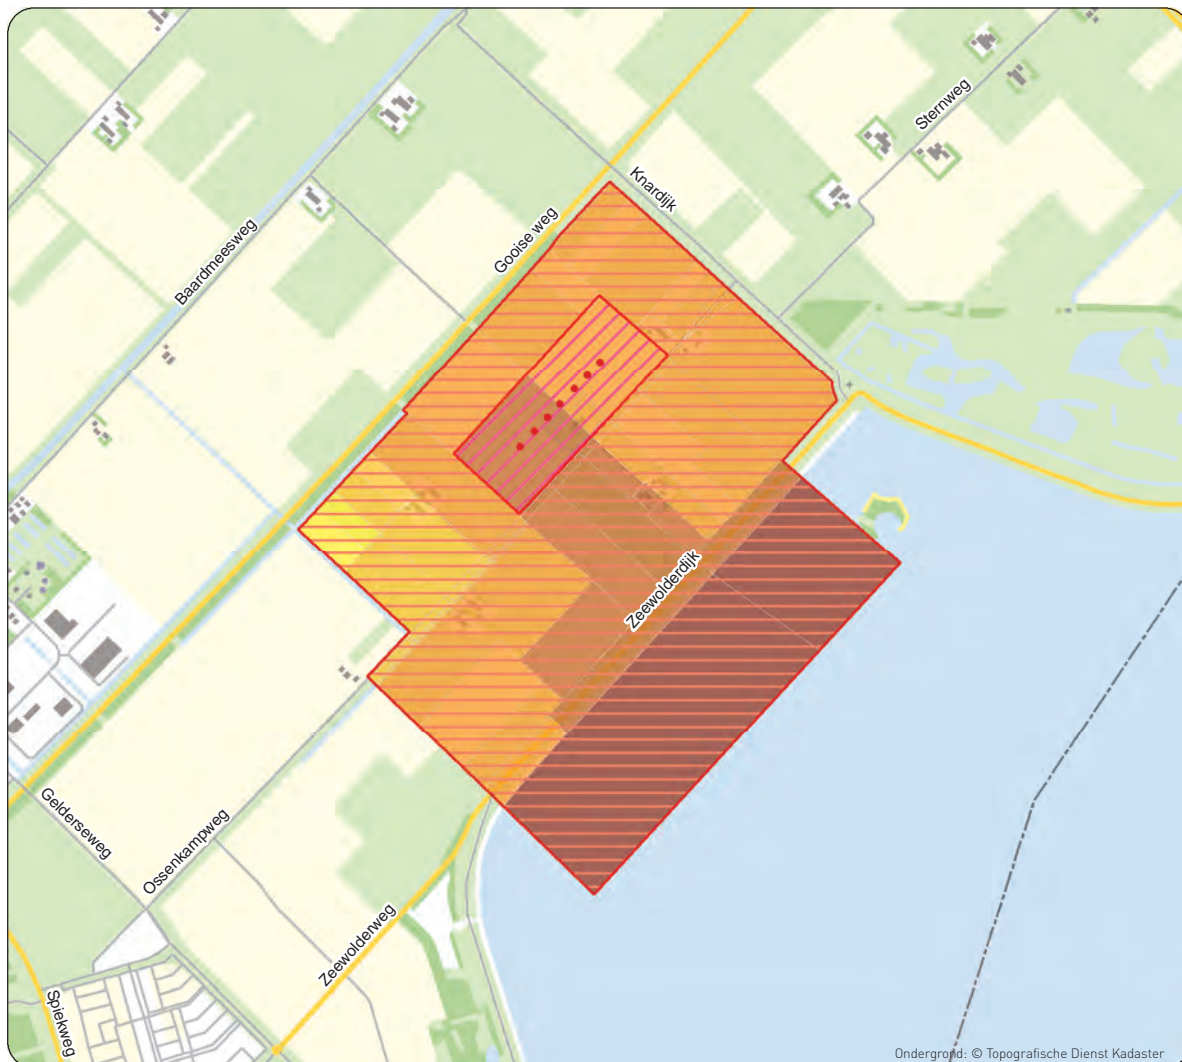 Sternweg
Knardijk
Gooise weg
Baardmeesweg
Zeewolderdijk
Gelderseweg
Ossenkampweg
Zeewolderweg
Spiekweg
Ondergrond: © Topografische Dienst Kadaster